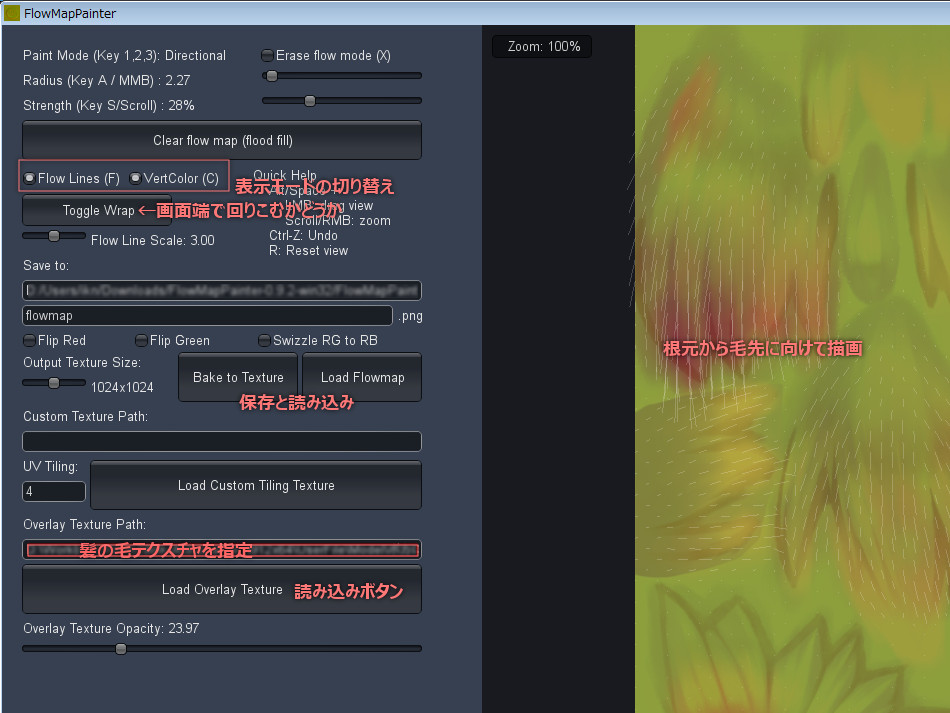 FlowMapPainter
Paint Mode (Key 1,2,3): Directional
Erase flow mode (X)
Radius (Key A / MMB) : 2.27
Strength (Key S/Scroll) : 28%
Clear flow map (flood fill)
Flow Lines (F)
VertColor (C)
表示モードの切り替え
Quick Help
Toggle Wrap
←画面端で回りこむかどうか
view
Scroll/RMB: zoom
Ctrl-Z: Undo
R: Reset view
Flow Line Scale: 3.00
Save to:
flowmap
.png
Flip Red
Flip Green
Swizzle RG to RB
Output Texture Size:
1024x1024
Bake to Texture
Load Flowmap
保存と読み込み
Custom Texture Path:
UV Tiling:
4
Load Custom Tiling Texture
Overlay Texture Path:
髪の毛テクスチャを指定
Load Overlay Texture
読み込みボタン
Overlay Texture Opacity: 23.97
Zoom: 100%
根元から毛先に向けて描画